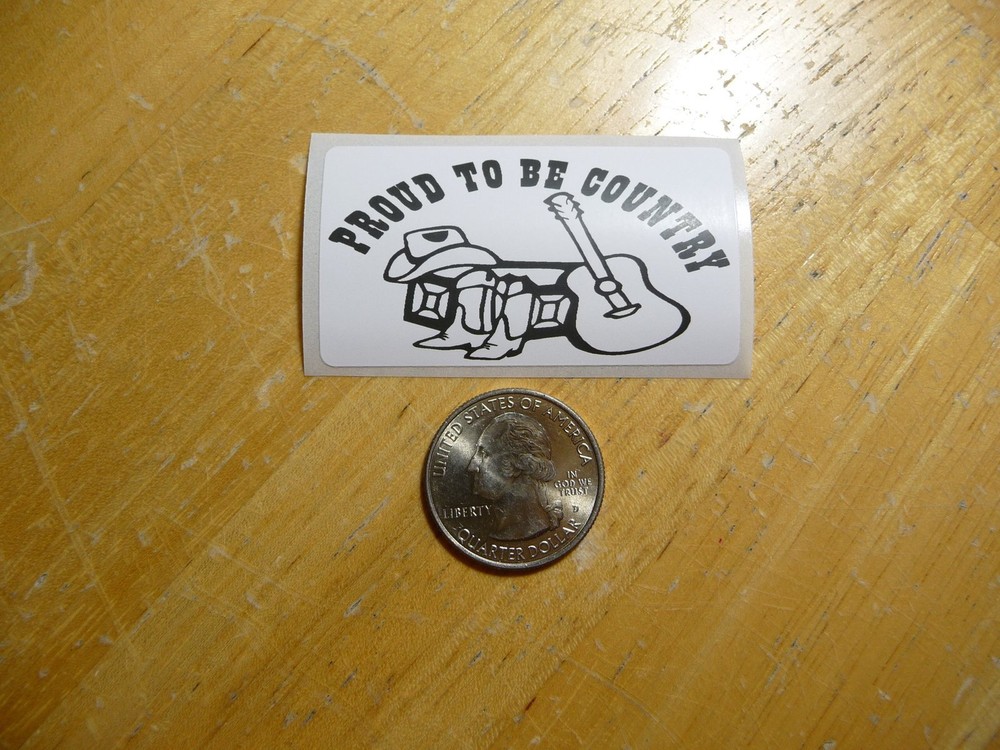 PROUD TO BE COUNTRY
UNITED STATES OF AMERICA
IN
GOD WE
TRUST
LIBERTY
D
QUARTER DOLLAR